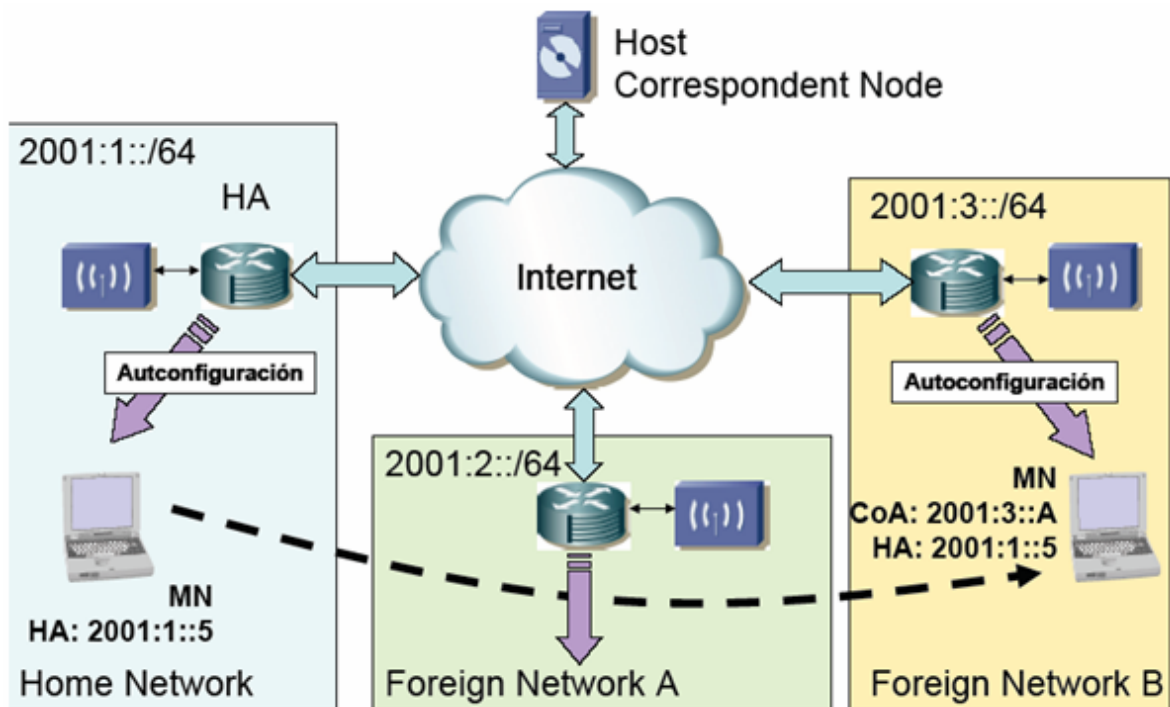 Host
Correspondent Node
2001:1::/64
HA
Autconfiguración
MN
HA: 2001:1::5
Home Network
Internet
2001:2::/64
Foreign Network A
2001:3::/64
Autoconfiguración
MN
CoA: 2001:3::A
HA: 2001:1::5
Foreign Network B